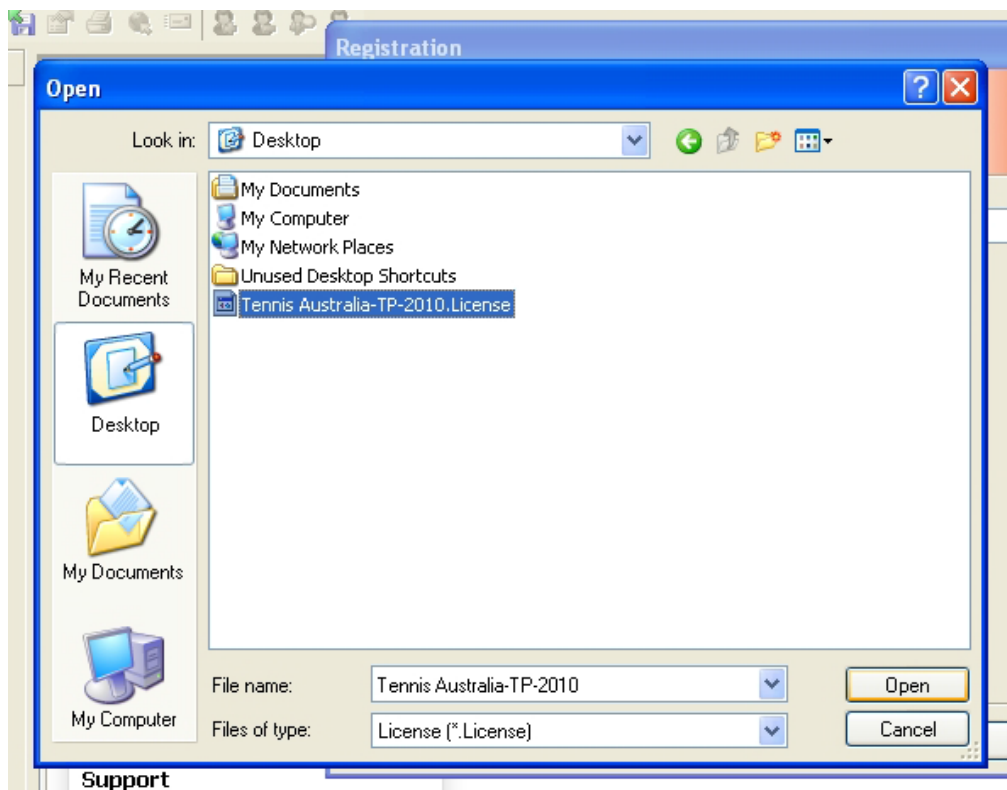 Registration
Open
Look in: Desktop
My Documents
My Computer
My Network Places
Unused Desktop Shortcuts
Tennis Australia-TP-2010.License
My Recent
Documents
Desktop
My Documents
My Computer
File name: Tennis Australia-TP-2010 Open
Files of type: License (*.License) Cancel
Support